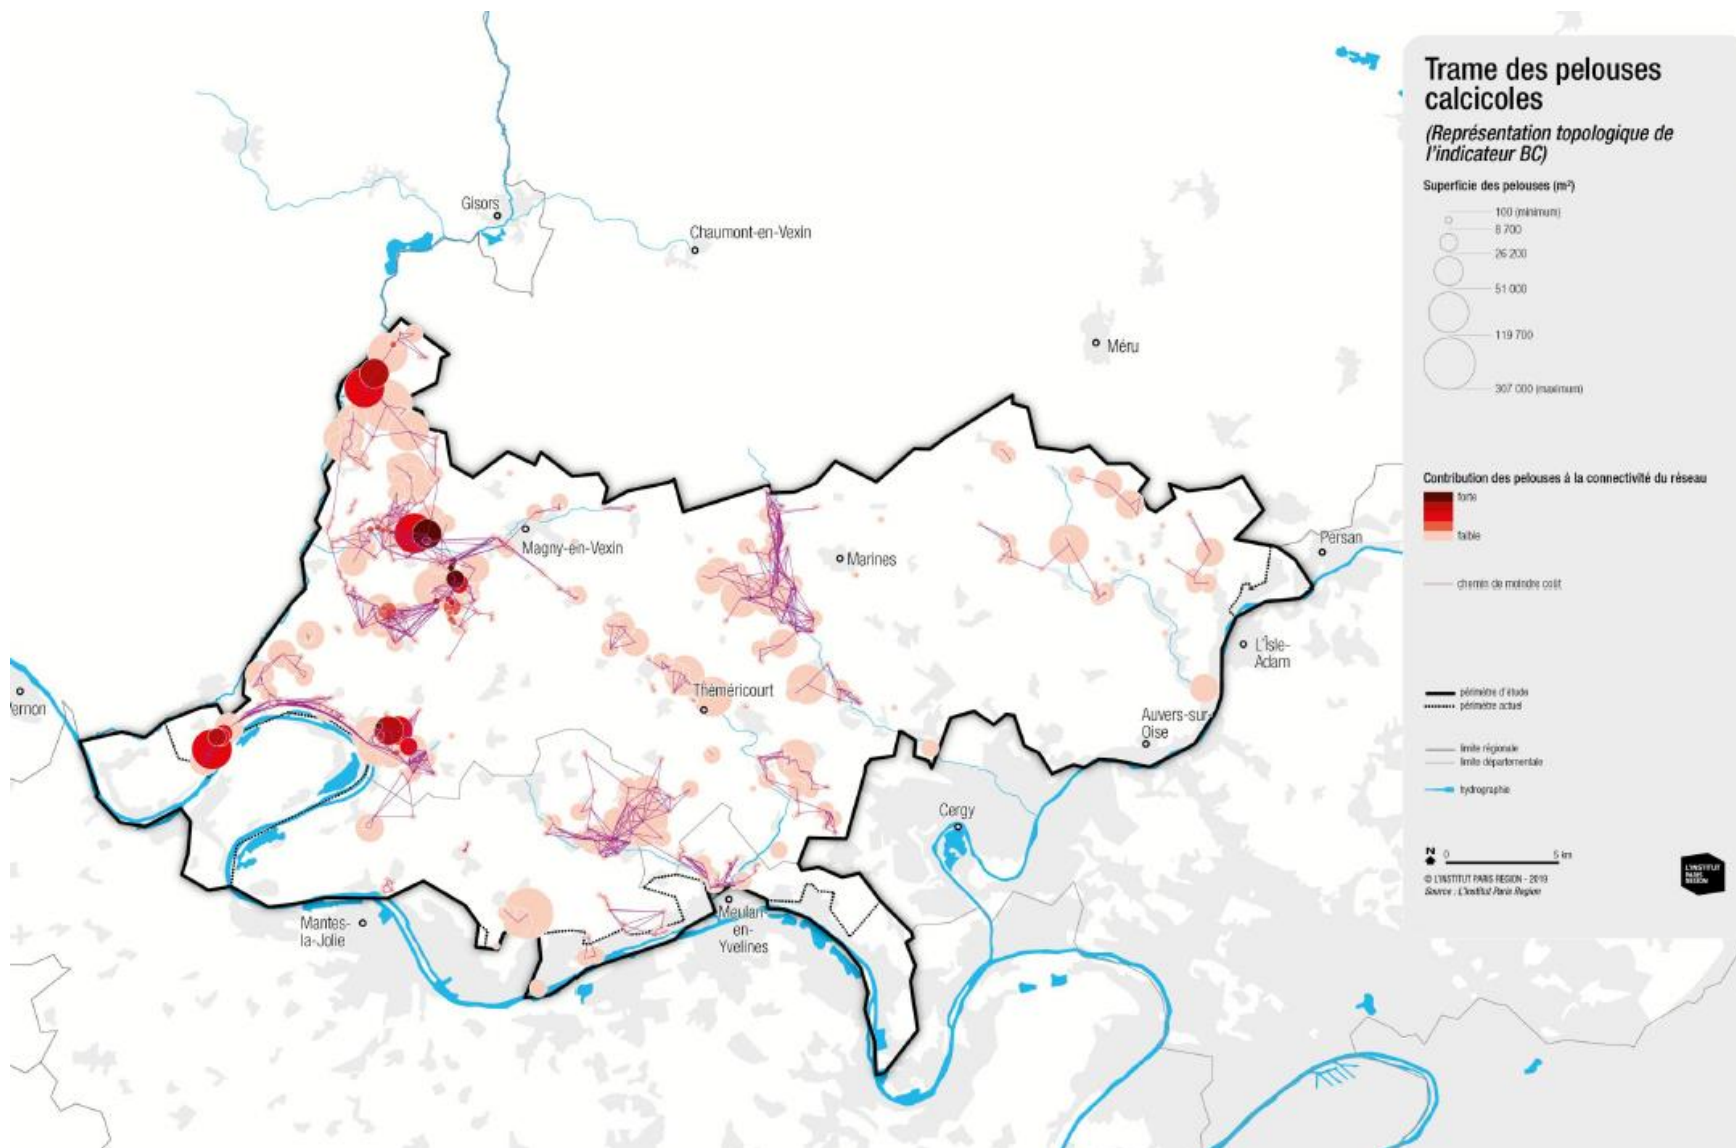 Trame des pelouses
calcicoles
(Représentation topologique de
l'indicateur BC)
Superficie des pelouses (m²)
100 (minimum)
8 700
26 200
51 000
119 700
307 000 (maximum)
Contribution des pelouses à la connectivité du réseau
forte
faible
chemin de moindre coût
périmètre d'étude
périmètre actuel
limite régionale
limite départementale
hydrographie
N
0
5 km
© L'INSTITUT PARIS REGION - 2019
Source : L'Institut Paris Region
L'INSTITUT
PARIS
REGION
Gisors
Chaumont-en-Vexin
Méru
Magny-en-Vexin
Marines
Persan
L'Isle-
Adam
ernon
Théméricourt
Auvers-sur-
Oise
Cergy
Mantes-
la-Jolie
Meulan-
en-
Yvelines